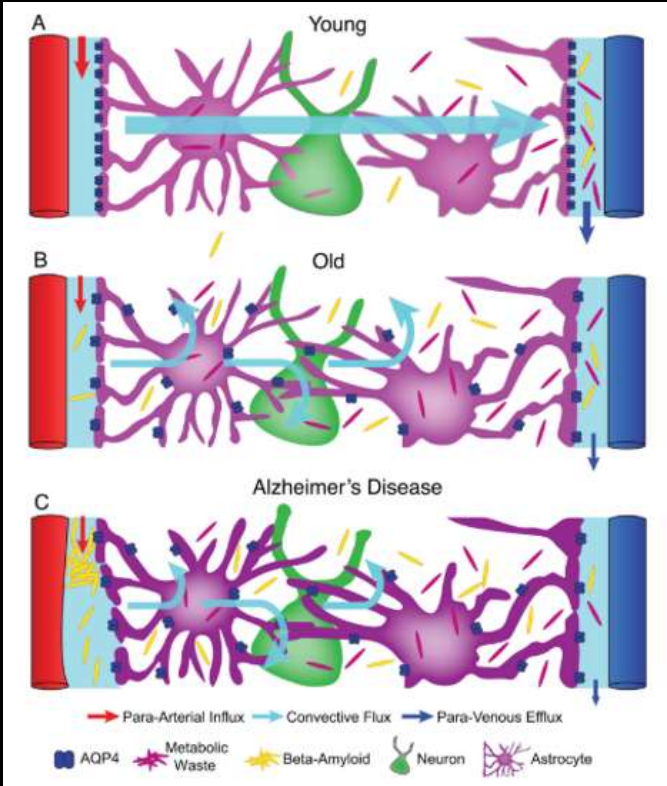 A
Young
B
Old
Alzheimer's Disease
C
Para-Arterial Influx Convective Flux Para-Venous Efflux
AQP4 Metabolic Waste Beta-Amyloid Neuron Astrocyte